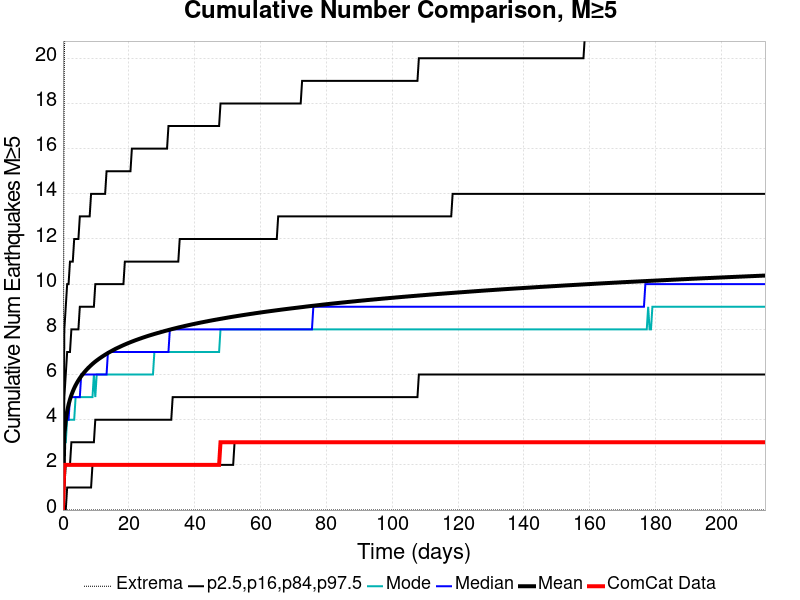 Cumulative Number Comparison, M≥5
Cumulative Num Earthquakes M≥5
20
18
16
14
12
10
8
6
4
2
0
0 20 40 60 80 100 120 140 160 180 200
Time (days)
Extrema p2.5,p16,p84,p97.5 Mode Median Mean ComCat Data